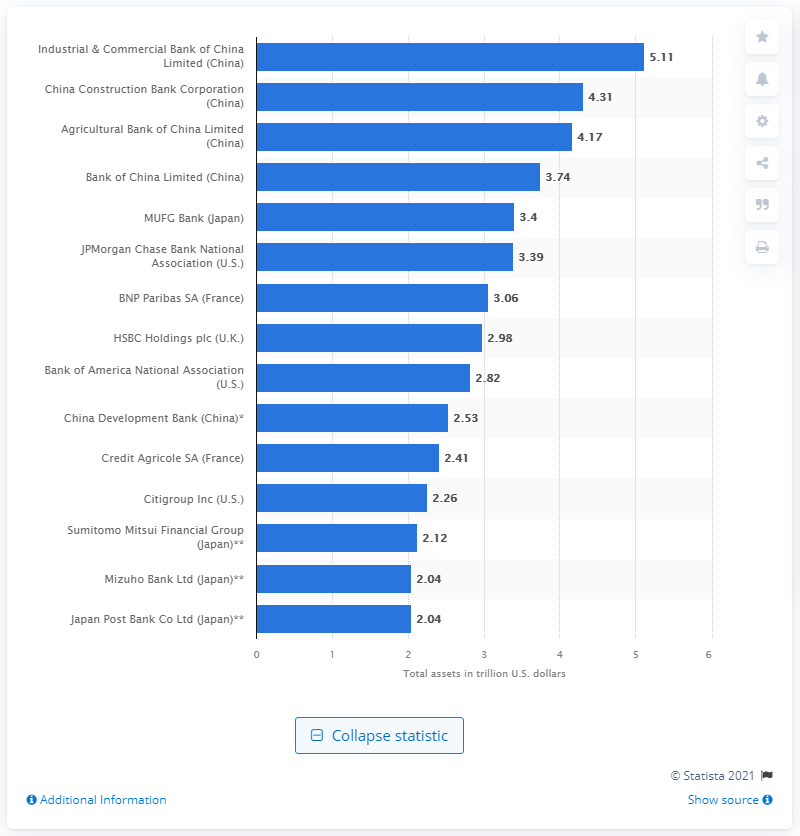 Industrial & Commercial Bank of China
Limited (China)
5.11
China Construction Bank Corporation
(China)
4.31
Agricultural Bank of China Limited
(China)
4.17
Bank of China Limited (China)
3.74
MUFG Bank (Japan)
3.4
JPMorgan Chase Bank National
Association (U.S.)
3.39
BNP Paribas SA (France)
3.06
HSBC Holdings plc (U.K.)
2.98
Bank of America National Association
(U.S.)
2.82
China Development Bank (China)*
2.53
Credit Agricole SA (France)
2.41
Citigroup Inc (U.S.)
2.26
Sumitomo Mitsui Financial Group
(Japan)**
2.12
Mizuho Bank Ltd (Japan)**
2.04
Japan Post Bank Co Ltd (Japan)**
2.04
0 1 2 3 4 5 6
Total assets in trillion U.S. dollars
Collapse statistic
© Statista 2021
Additional Information
Show source